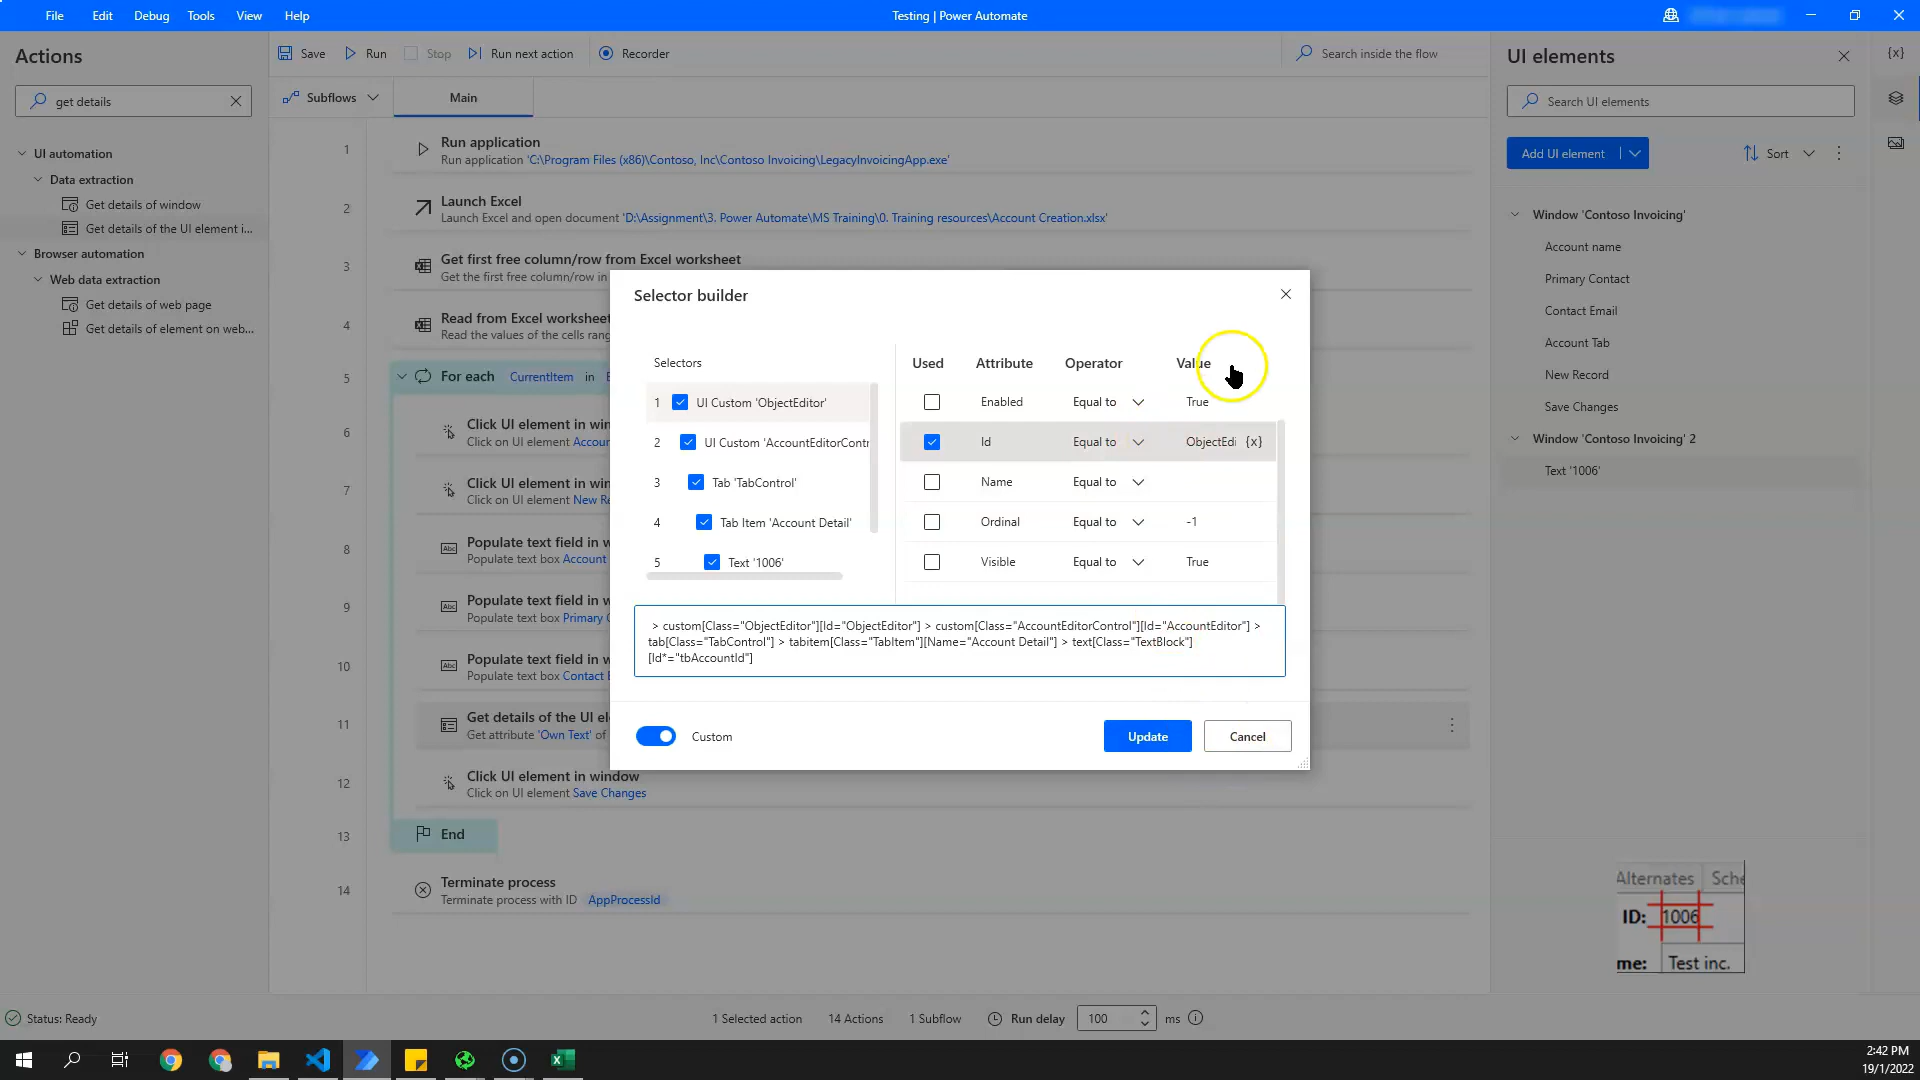 File Edit Debug Tools View Help
Testing | Power Automate
Actions
get details
UI automation
Data extraction
Get details of window
Get details of the UI element i...
Browser automation
Web data extraction
Get details of web page
Get details of element on web...
Save Run Stop Run next action Recorder
Search inside the flow
Subflows Main
1 Run application
Run application 'C:\Program Files (x86)\Contoso, Inc\Contoso Invoicing\LegacyInvoicingApp.exe'
2 Launch Excel
Launch Excel and open document 'D:\Assignment\3. Power Automate\MS Training\0. Training resources\Account Creation.xlsx'
3 Get first free column/row from Excel worksheet
Get the first free column/row in
4 Read from Excel worksheet
Read the values of the cells rang
5 For each CurrentItem in
6 Click UI element in win
Click on UI element Accoun
7 Click UI element in win
Click on UI element New Re
8 Populate text field in w
Populate text box Account
9 Populate text field in w
Populate text box Primary
10 Populate text field in w
Populate text box Contact E
11 Get details of the UI el
Get attribute 'Own Text' of
12 Click UI element in window
Click on UI element Save Changes
13 End
14 Terminate process
Terminate process with ID AppProcessId
Selector builder
Selectors
1 UI Custom 'ObjectEditor'
2 UI Custom 'AccountEditorContr
3 Tab 'TabControl'
4 Tab Item 'Account Detail'
5 Text '1006'
Used Attribute Operator Value
Enabled Equal to True
Id Equal to ObjectEdi {x}
Name Equal to
Ordinal Equal to -1
Visible Equal to True
> custom[Class="ObjectEditor"][Id="ObjectEditor"] > custom[Class="AccountEditorControl"][Id="AccountEditor"] >
tab[Class="TabControl"] > tabitem[Class="TabItem"][Name="Account Detail"] > text[Class="TextBlock"]
[Id*="tbAccountId"]
Custom
Update Cancel
UI elements
Search UI elements
Add UI element
Sort
{x}
Window 'Contoso Invoicing'
Account name
Primary Contact
Contact Email
Account Tab
New Record
Save Changes
Window 'Contoso Invoicing' 2
Text '1006'
Alternates Sche
ID: 1006
me: Test inc.
Status: Ready
1 Selected action 14 Actions 1 Subflow Run delay 100 ms
2:42 PM
19/1/2022